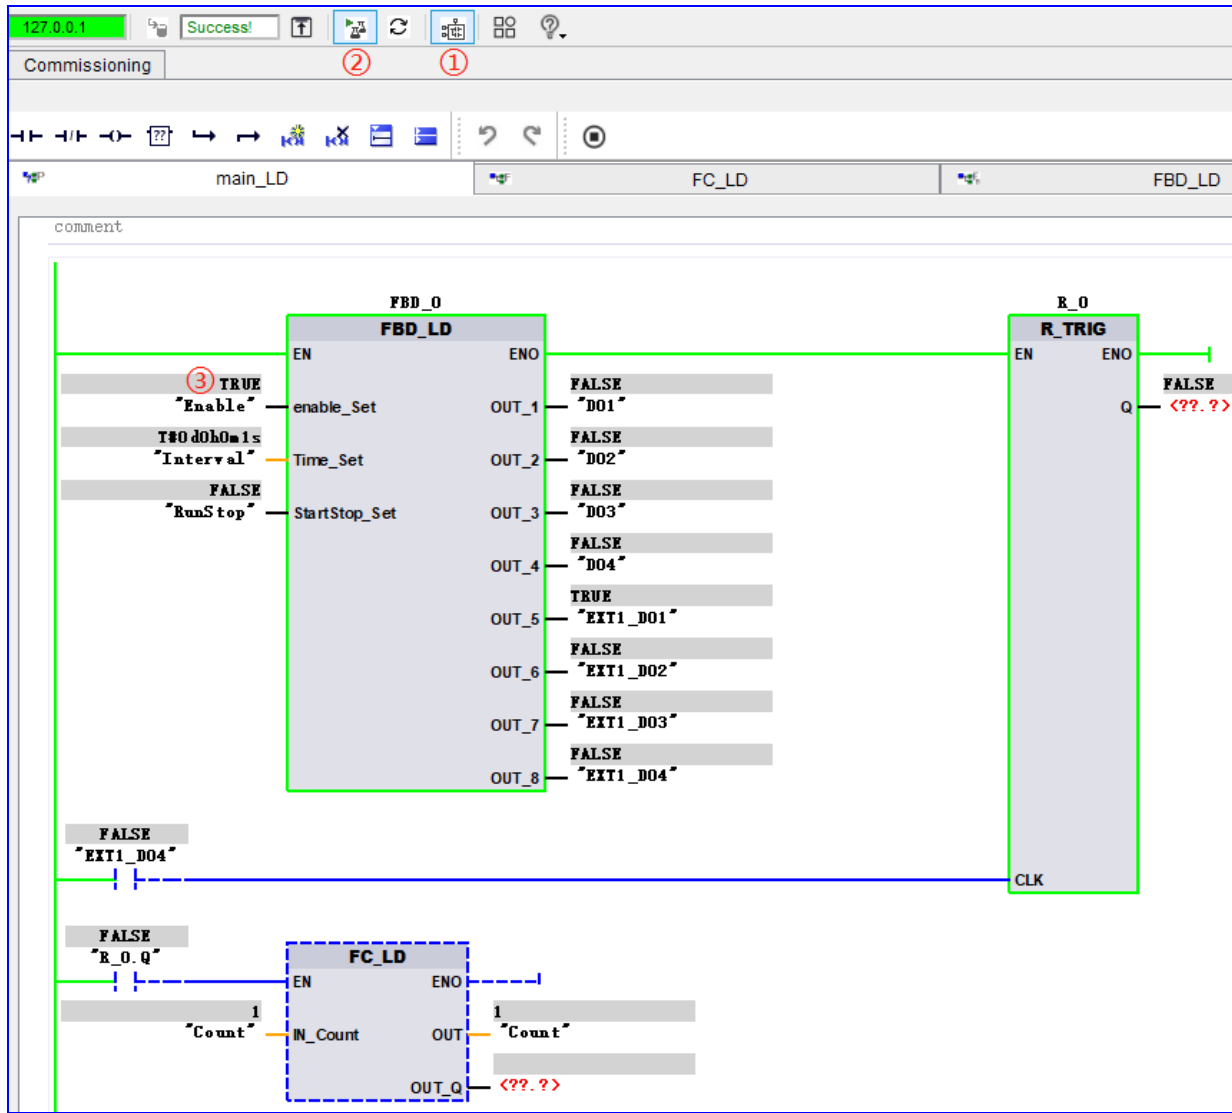 127.0.0.1 Success!
② ①
Commissioning
??
main_LD FC_LD FBD_LD
comment
FBD_0 R_0
FBD_LD R_TRIG
EN ENO EN ENO
③ TRUE FALSE FALSE
"Enable" enable_Set OUT_1 "DO1" Q <??.?>
T#0d0h0m1s FALSE
"Interval" Time_Set OUT_2 "DO2"
FALSE FALSE
"RunStop" StartStop_Set OUT_3 "DO3"
FALSE
OUT_4 "DO4"
TRUE
OUT_5 "EXT1_DO1"
FALSE
OUT_6 "EXT1_DO2"
FALSE
OUT_7 "EXT1_DO3"
FALSE
OUT_8 "EXT1_DO4"
FALSE
"EXT1_DO4"
CLK
FALSE
"R_0.Q" FC_LD
EN ENO
1 1
"Count" IN_Count OUT "Count"
OUT_Q <??.?>